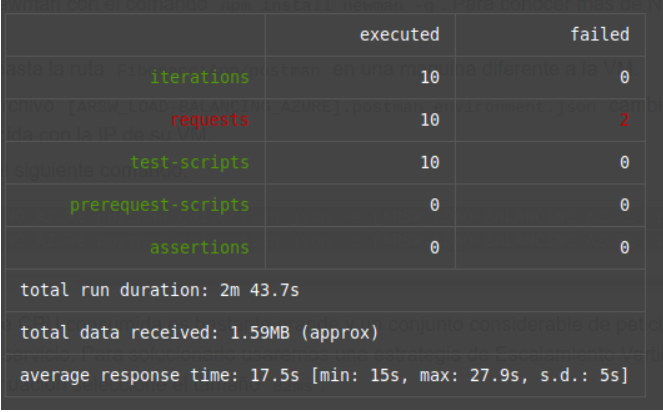 executed failed
iterations 10 0
requests 10 2
test-scripts 10 0
prerequest-scripts 0 0
assertions 0 0
total run duration: 2m 43.7s
total data received: 1.59MB (approx)
average response time: 17.5s [min: 15s, max: 27.9s, s.d.: 5s]